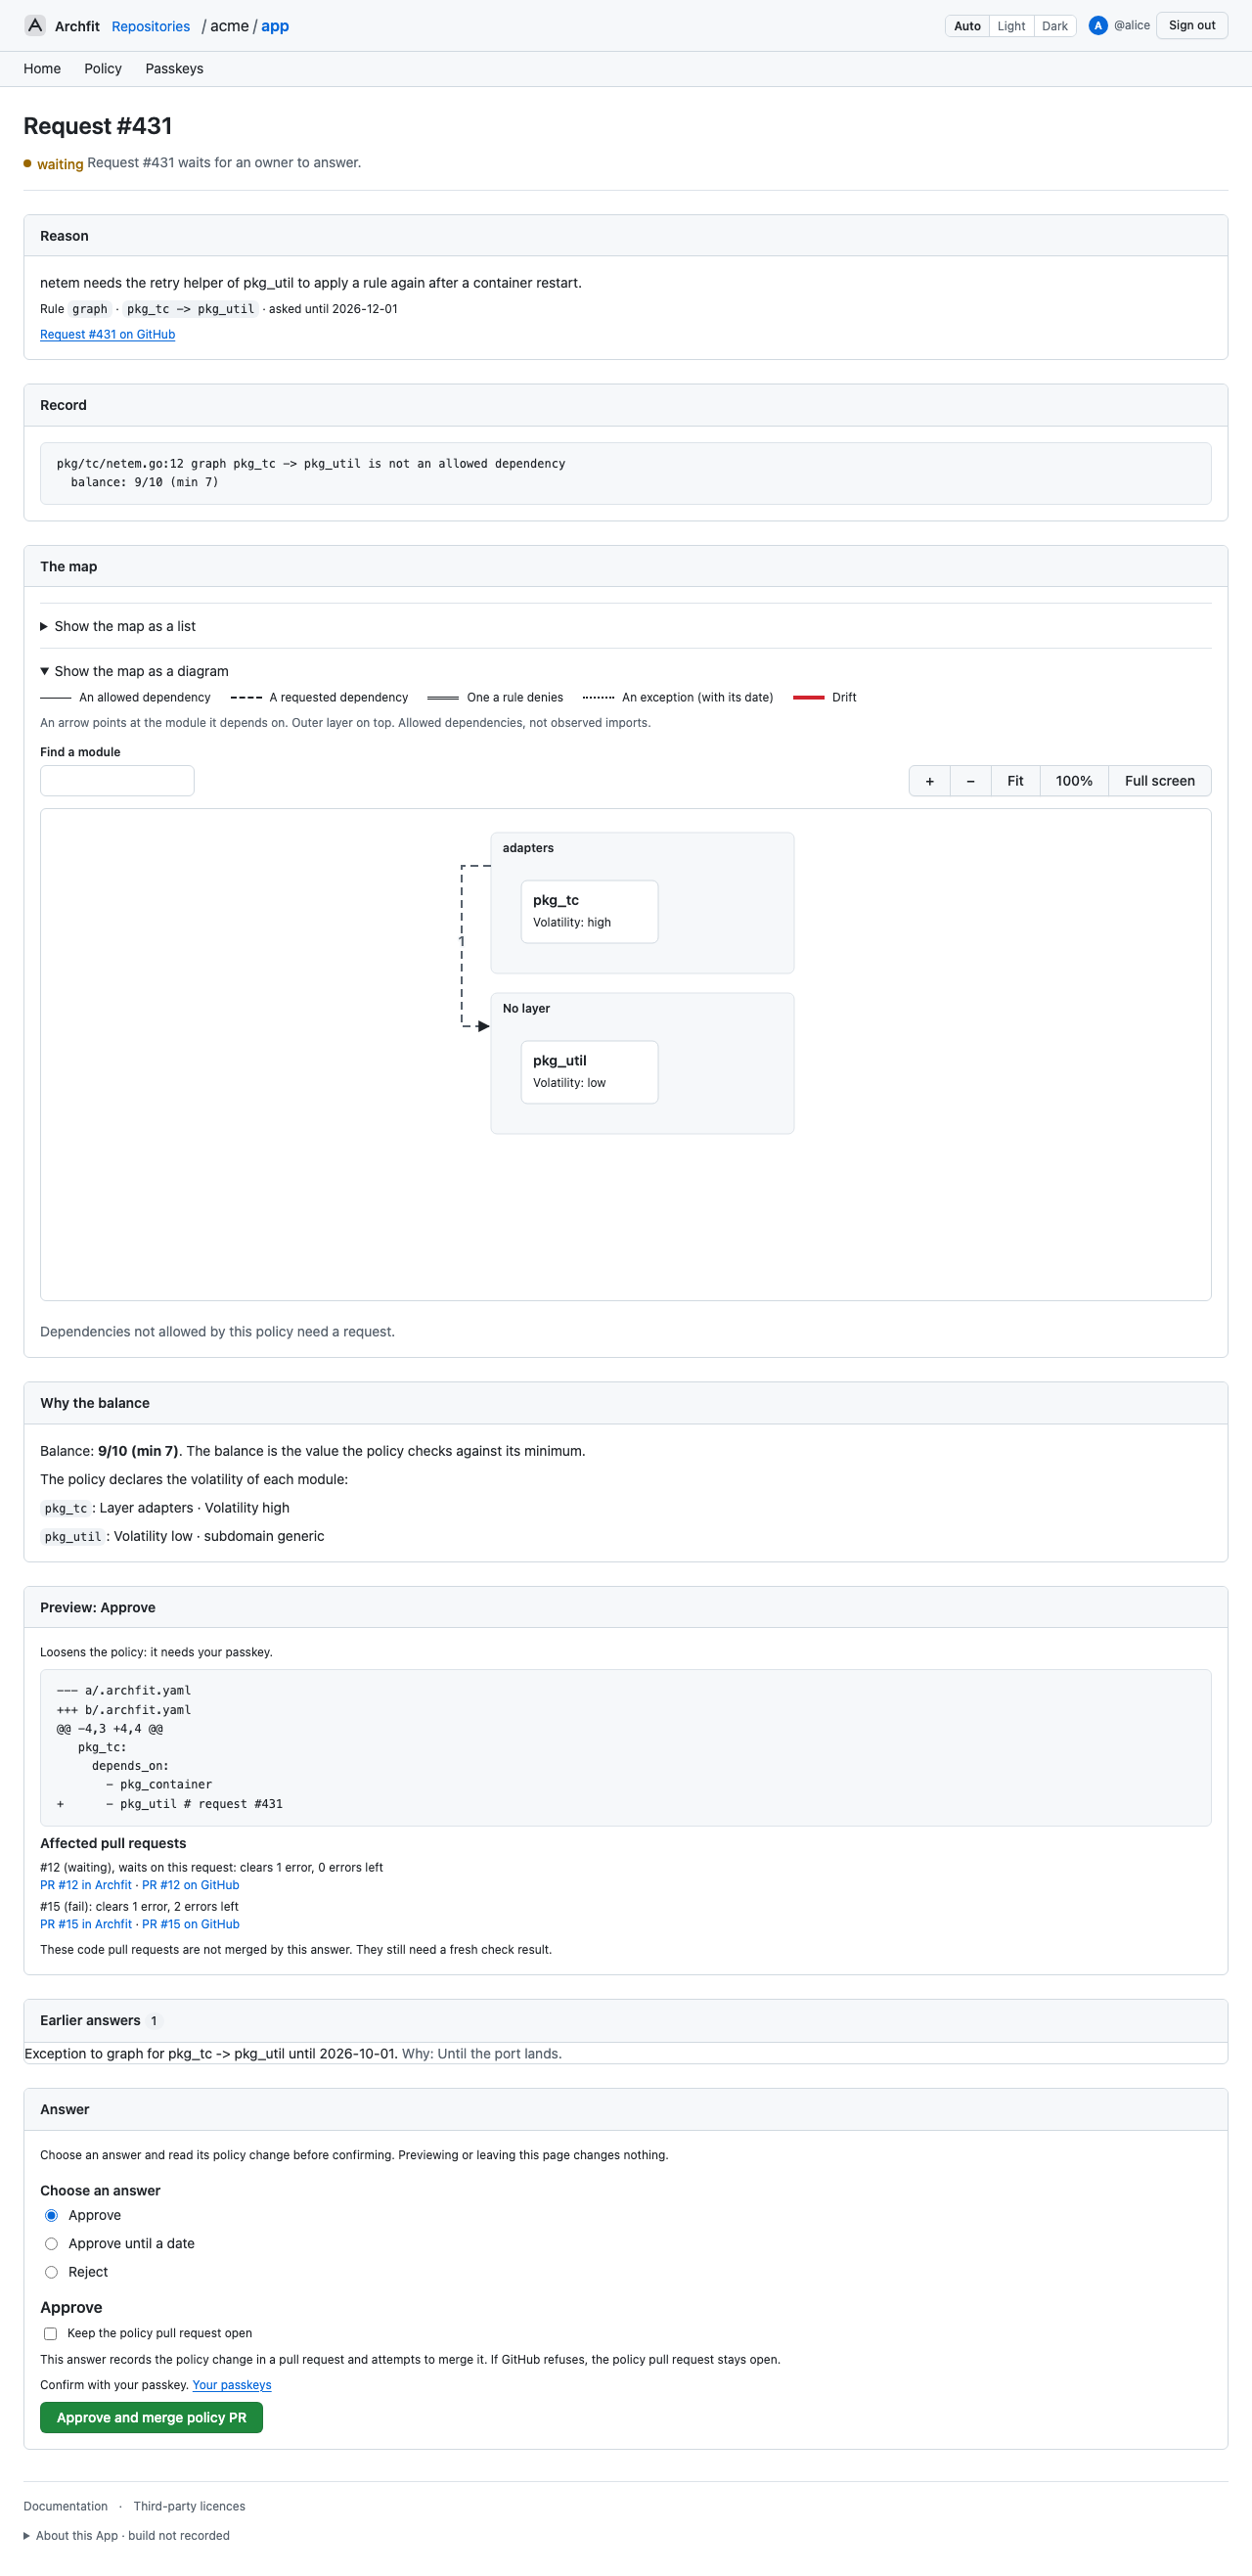 Archfit Repositories / acme / app Auto Light Dark A @alice Sign out
Home Policy Passkeys
Request #431
waiting Request #431 waits for an owner to answer.
Reason
netem needs the retry helper of pkg_util to apply a rule again after a container restart.
Rule graph · pkg_tc -> pkg_util · asked until 2026-12-01
Request #431 on GitHub
Record
pkg/tc/netem.go:12 graph pkg_tc -> pkg_util is not an allowed dependency
balance: 9/10 (min 7)
The map
Show the map as a list
Show the map as a diagram
An allowed dependency A requested dependency One a rule denies An exception (with its date) Drift
An arrow points at the module it depends on. Outer layer on top. Allowed dependencies, not observed imports.
Find a module
+ − Fit 100% Full screen
adapters
pkg_tc
Volatility: high
1
No layer
pkg_util
Volatility: low
Dependencies not allowed by this policy need a request.
Why the balance
Balance: 9/10 (min 7). The balance is the value the policy checks against its minimum.
The policy declares the volatility of each module:
pkg_tc: Layer adapters · Volatility high
pkg_util: Volatility low · subdomain generic
Preview: Approve
Loosens the policy: it needs your passkey.
--- a/.archfit.yaml
+++ b/.archfit.yaml
@@ -4,3 +4,4 @@
pkg_tc:
depends_on:
- pkg_container
+ - pkg_util # request #431
Affected pull requests
#12 (waiting), waits on this request: clears 1 error, 0 errors left
PR #12 in Archfit · PR #12 on GitHub
#15 (fail): clears 1 error, 2 errors left
PR #15 in Archfit · PR #15 on GitHub
These code pull requests are not merged by this answer. They still need a fresh check result.
Earlier answers 1
Exception to graph for pkg_tc -> pkg_util until 2026-10-01. Why: Until the port lands.
Answer
Choose an answer and read its policy change before confirming. Previewing or leaving this page changes nothing.
Choose an answer
Approve
Approve until a date
Reject
Approve
Keep the policy pull request open
This answer records the policy change in a pull request and attempts to merge it. If GitHub refuses, the policy pull request stays open.
Confirm with your passkey. Your passkeys
Approve and merge policy PR
Documentation · Third-party licences
About this App · build not recorded